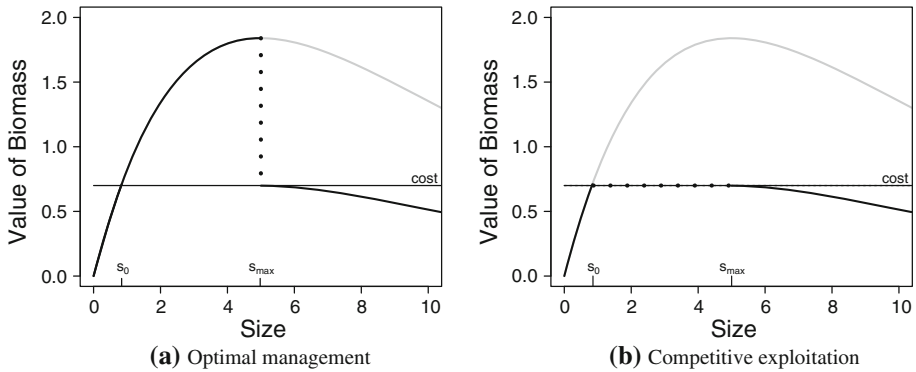 Value of Biomass
2.0
1.5
1.0
0.5
0.0
cost
s0
smax
0 2 4 6 8 10
Size
(a) Optimal management
Value of Biomass
2.0
1.5
1.0
0.5
0.0
cost
s0
smax
0 2 4 6 8 10
Size
(b) Competitive exploitation